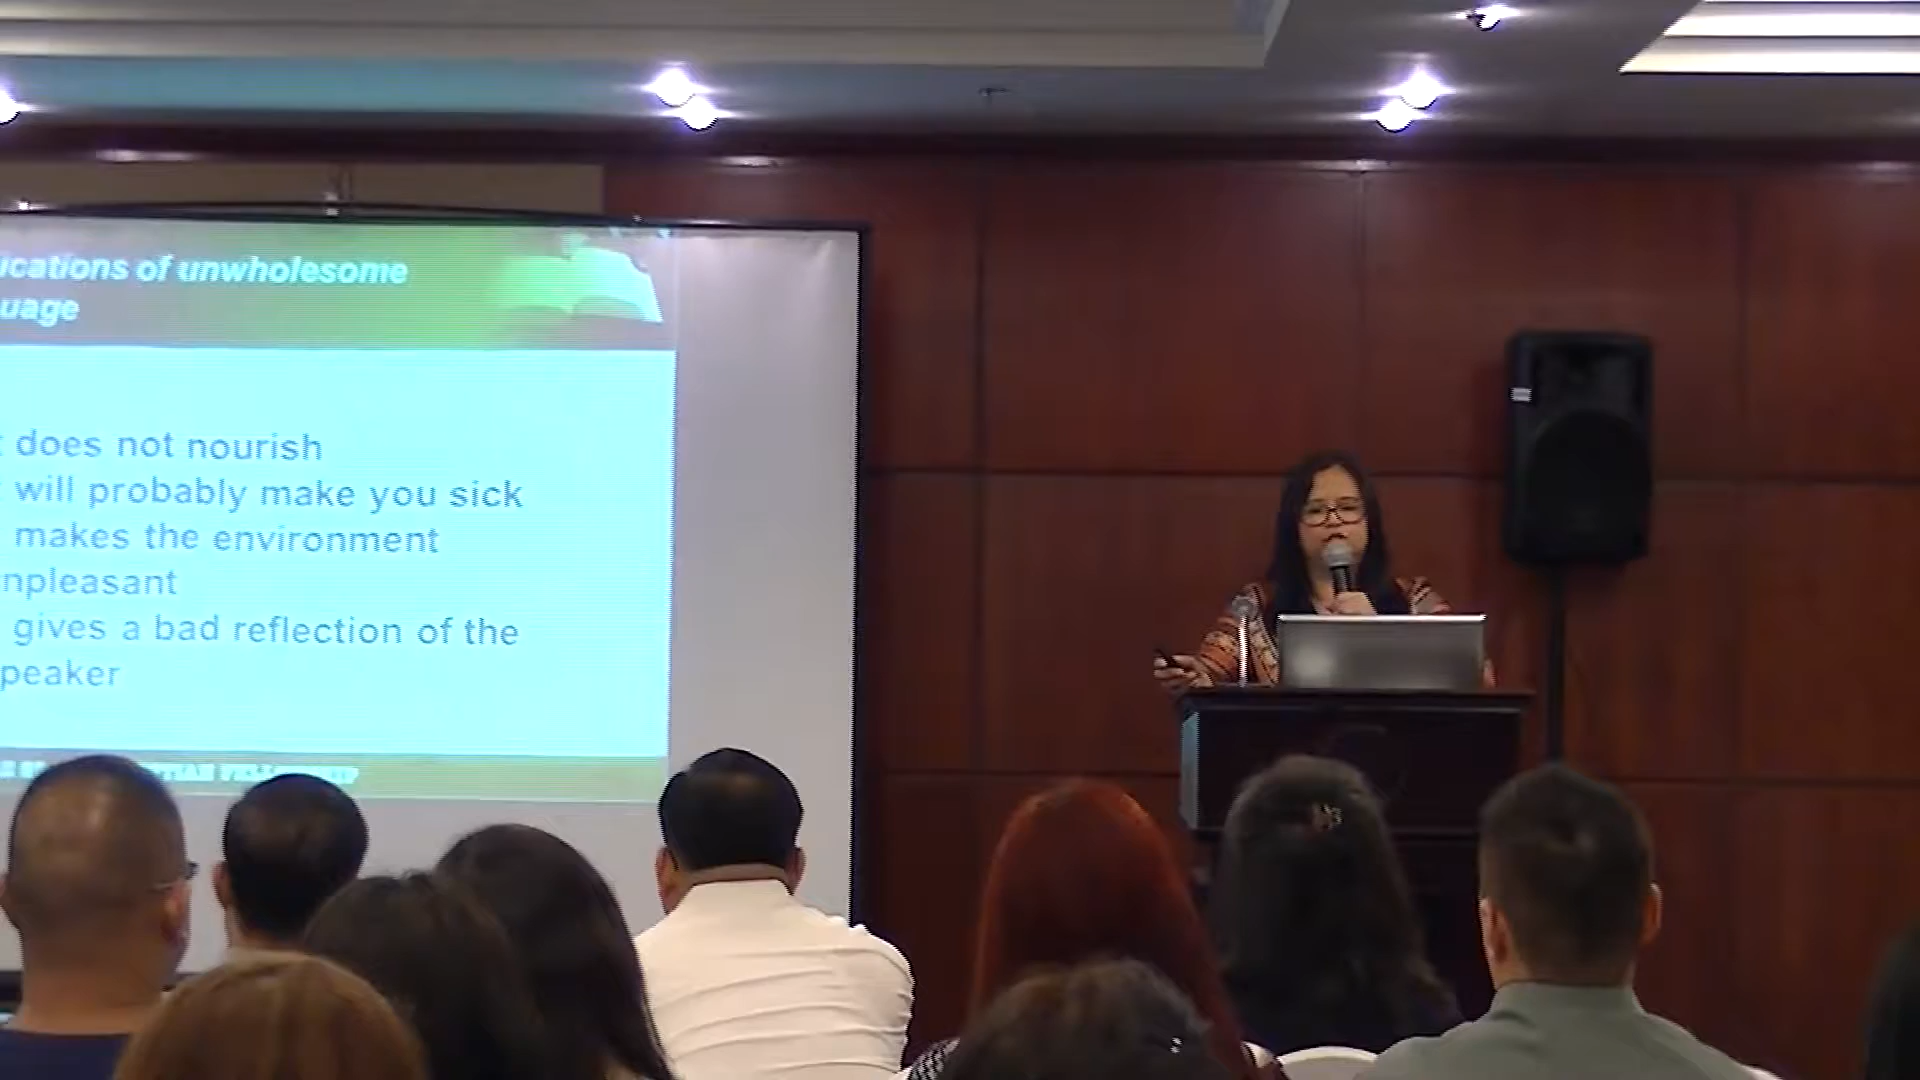 ications of unwholesome
uage
does not nourish
will probably make you sick
makes the environment
npleasant
gives a bad reflection of the
peaker